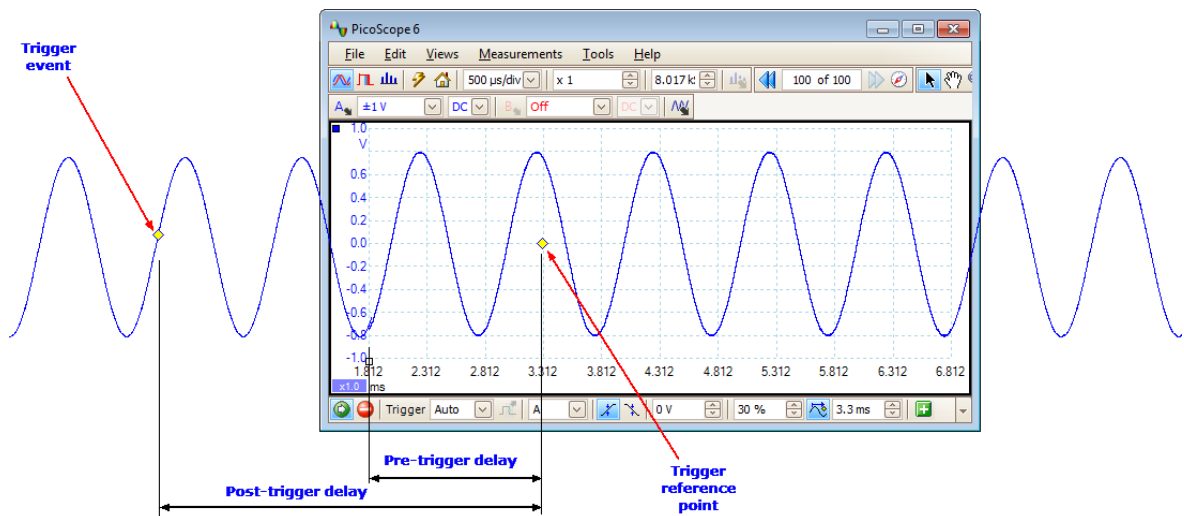 Trigger
event
PicoScope 6
File Edit Views Measurements Tools Help
500 µs/div x 1 8.017 k 100 of 100
A ±1 V DC B Off DC
1.0
V
0.8
0.6
0.4
0.2
0.0
-0.2
-0.4
-0.6
-0.8
-1.0
1.812 2.312 2.812 3.312 3.812 4.312 4.812 5.312 5.812 6.312 6.812
x1.0 ms
Trigger Auto A 0 V 30 % 3.3 ms
Pre-trigger delay
Post-trigger delay
Trigger
reference
point